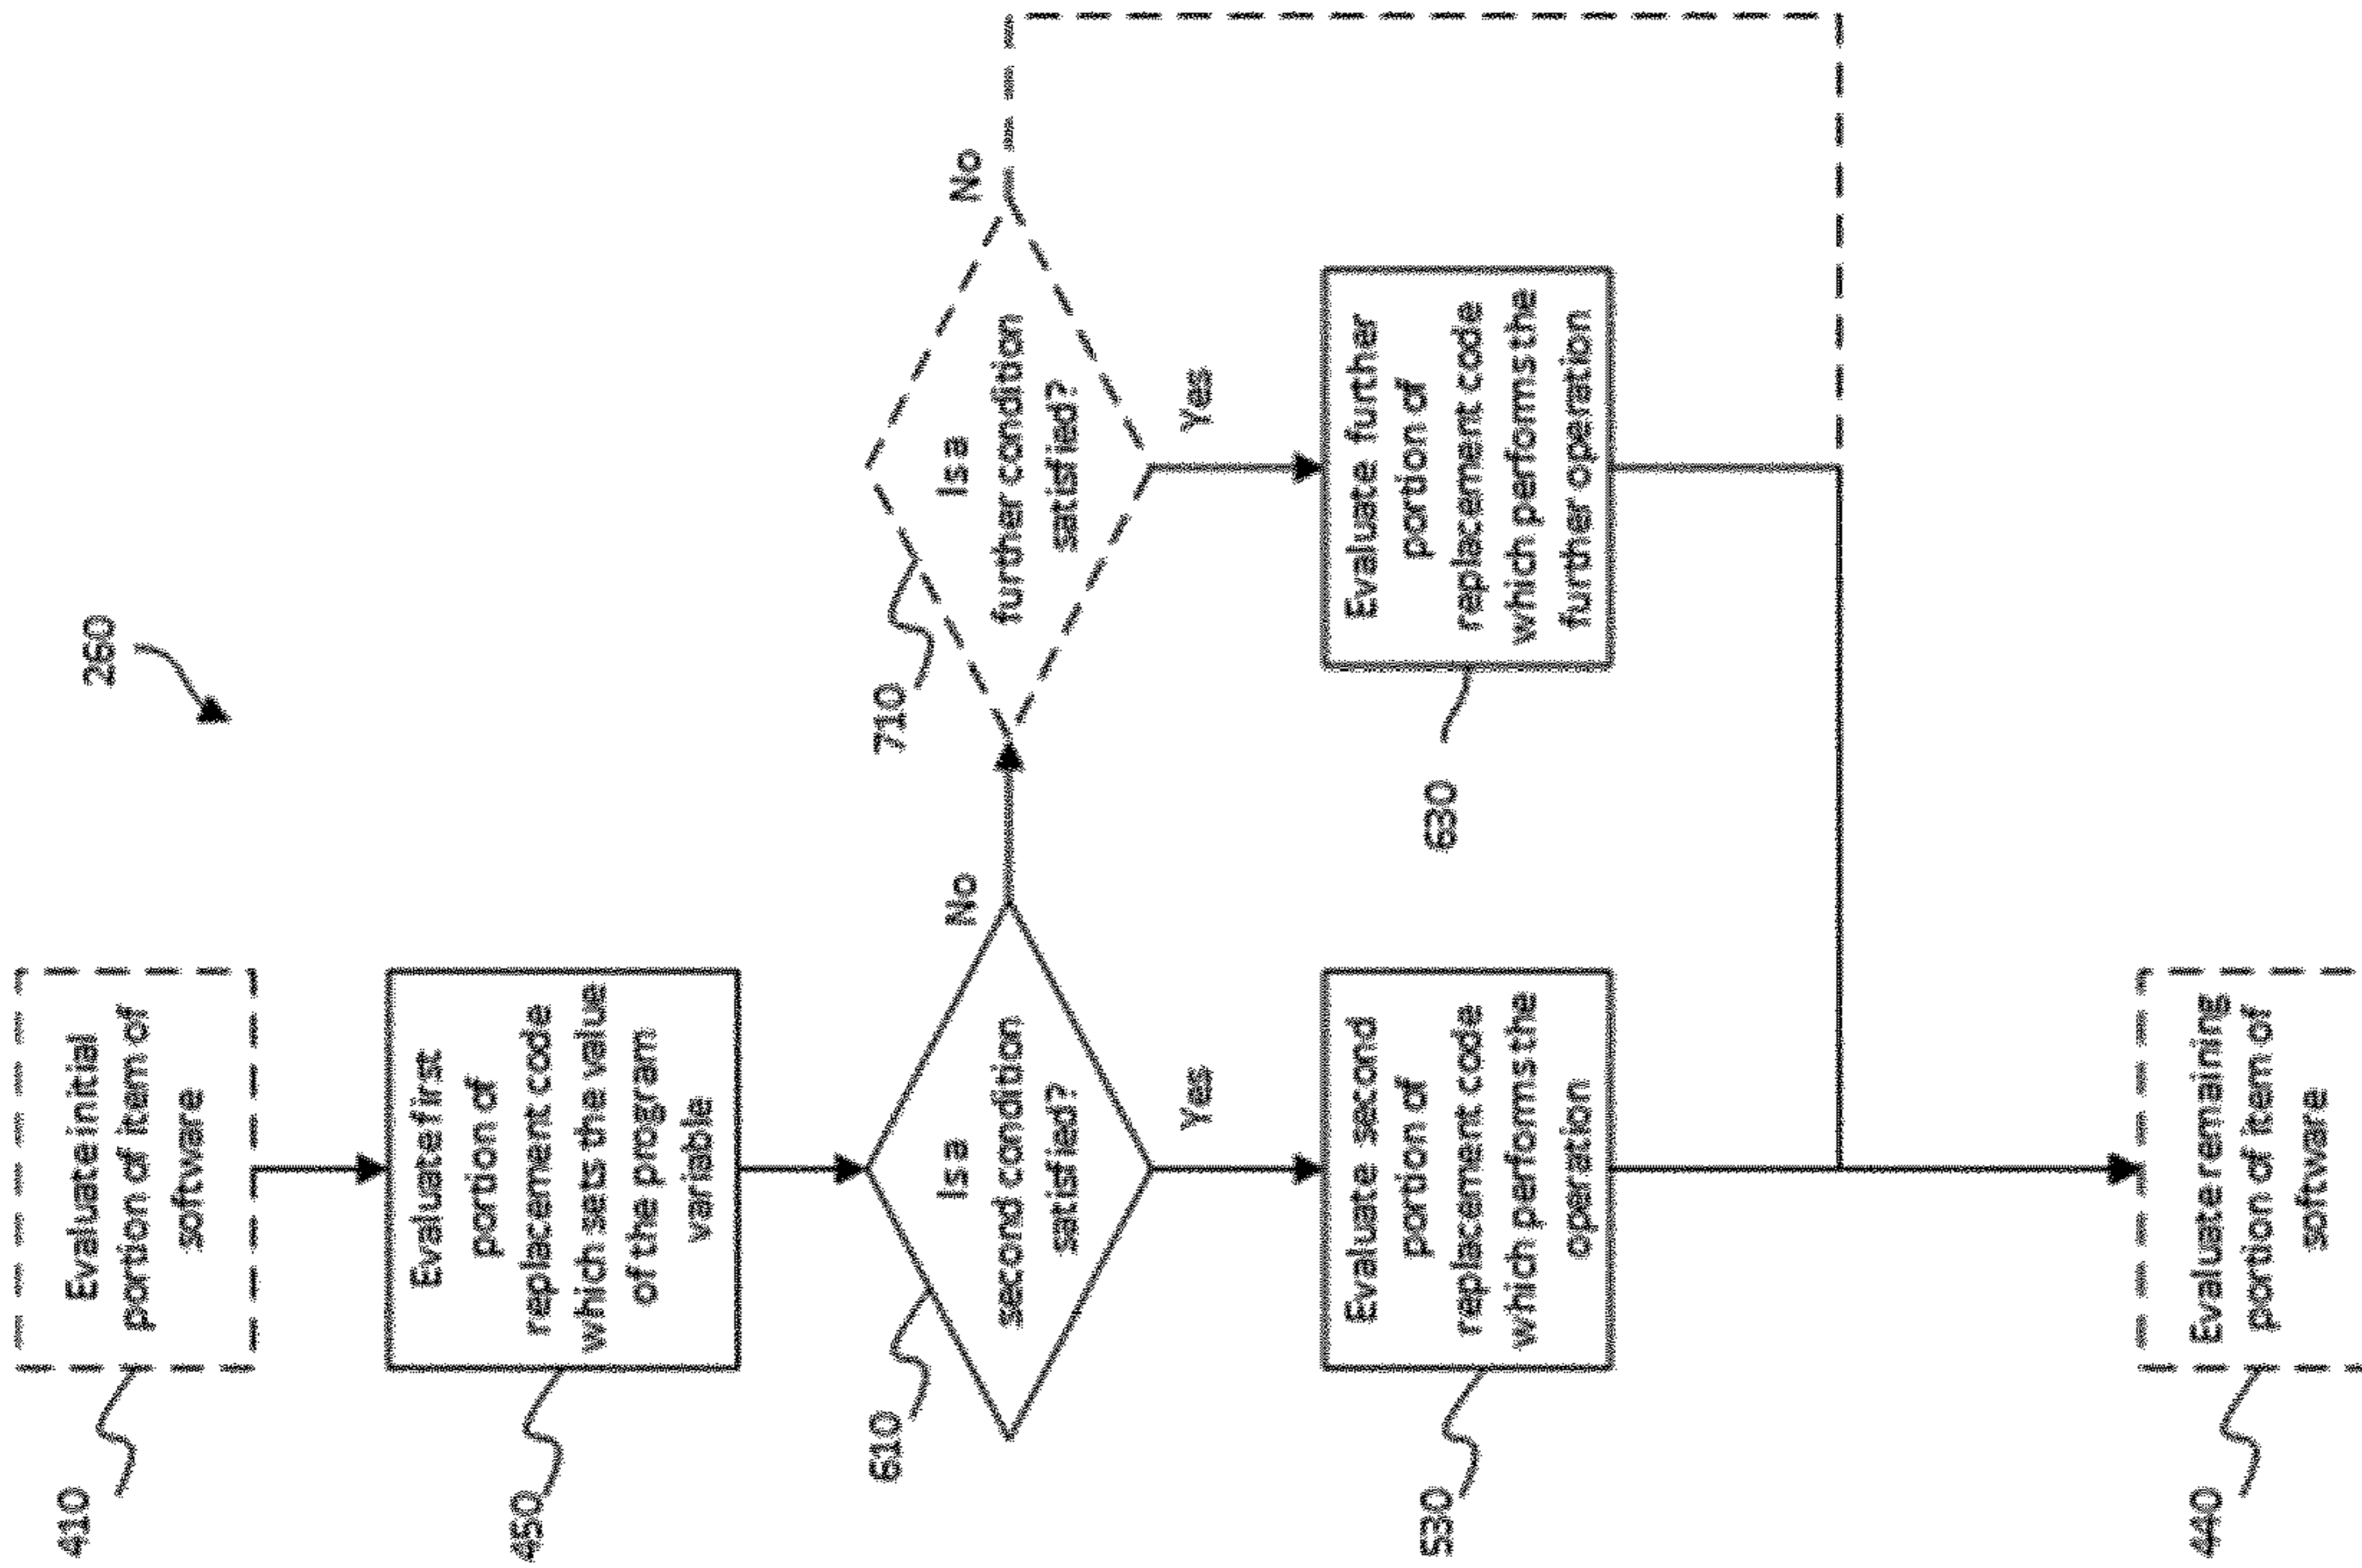 260
410
Evaluate initial
portion of item of
software
450
Evaluate first
portion of
replacement code
which sets the value
of the program
variable
610
Is a
second condition
satisfied?
No
Yes
710
Is a
further condition
satisfied?
No
Yes
530
Evaluate second
portion of
replacement code
which performs the
operation
630
Evaluate further
portion of
replacement code
which performs the
further operation
440
Evaluate remaining
portion of item of
software